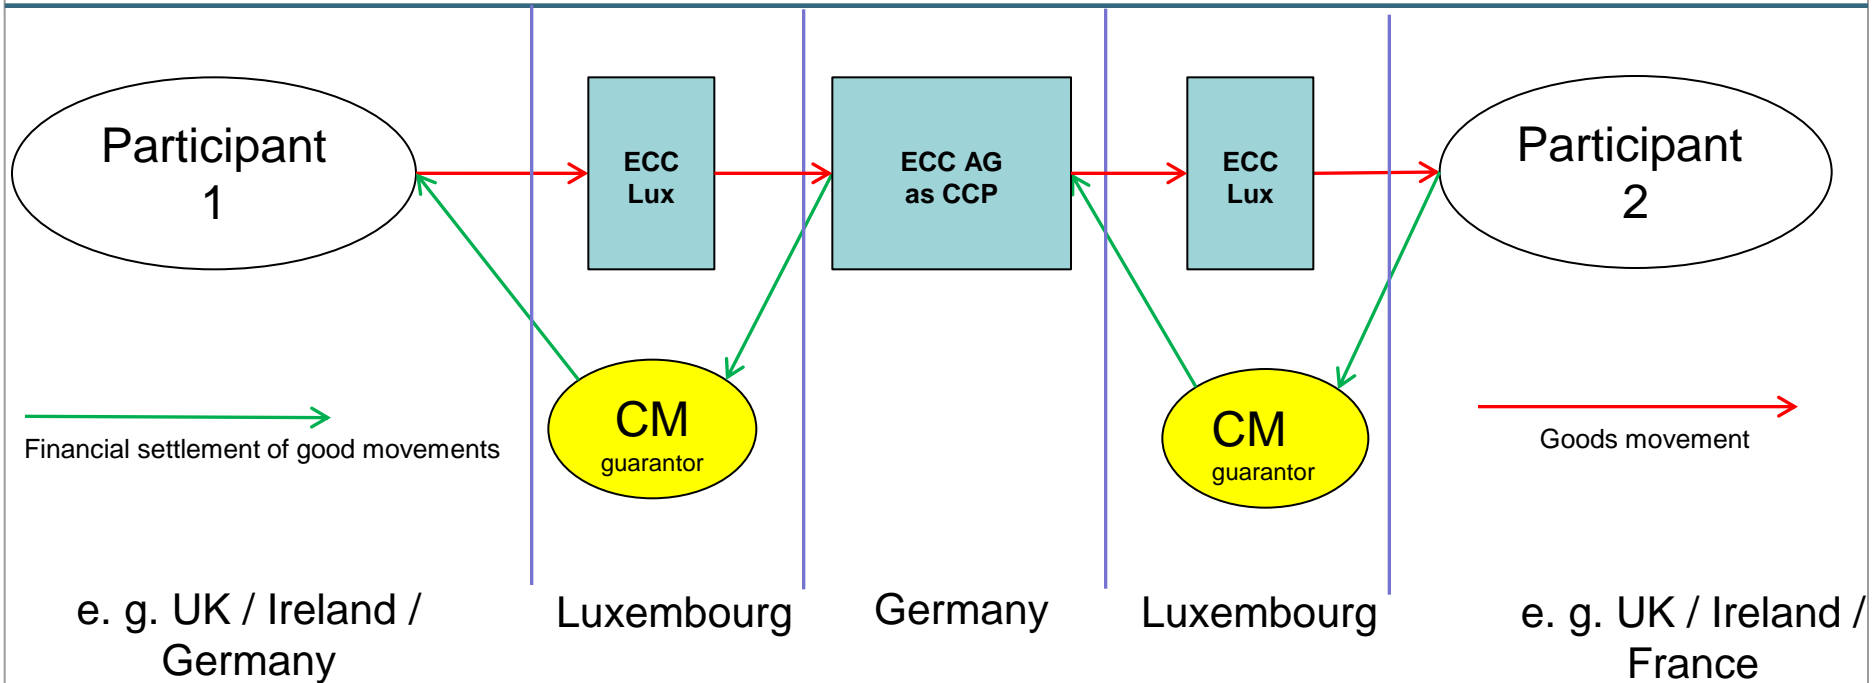 Participant
1
ECC
Lux
ECC AG
as CCP
ECC
Lux
Participant
2
Financial settlement of good movements
CM
guarantor
CM
guarantor
Goods movement
e. g. UK / Ireland /
Germany
Luxembourg
Germany
Luxembourg
e. g. UK / Ireland /
France